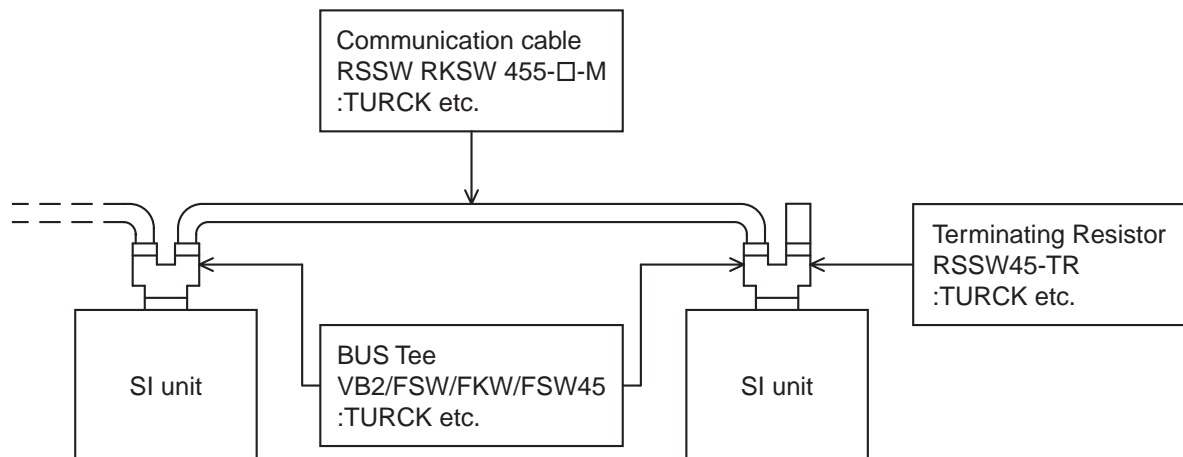 Communication cable
RSSW RKSW 455-□-M
:TURCK etc.
Terminating Resistor
RSSW45-TR
:TURCK etc.
BUS Tee
VB2/FSW/FKW/FSW45
:TURCK etc.
SI unit
SI unit